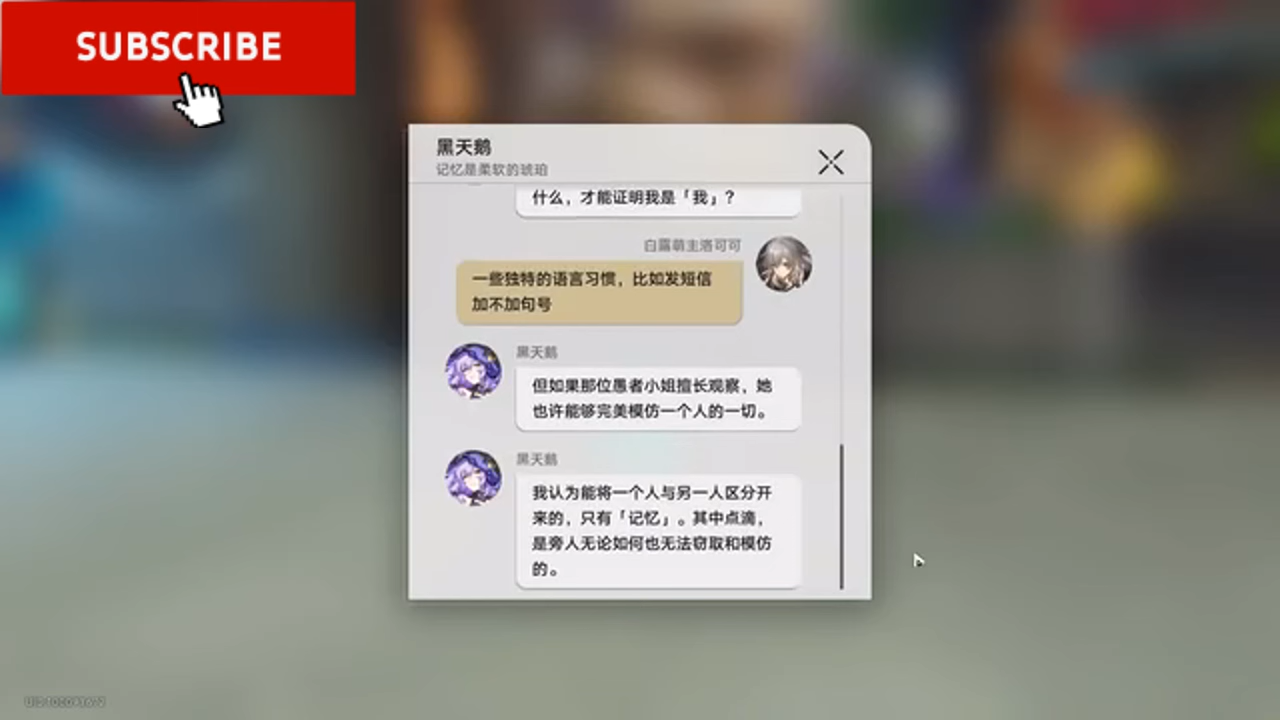 SUBSCRIBE
黑天鹅
记忆是柔软的琥珀
什么，才能证明我是「我」？
白露萌主洛可可
一些独特的语言习惯，比如发短信
加不加句号
黑天鹅
但如果那位愚者小姐擅长观察，她
也许能够完美模仿一个人的一切。
黑天鹅
我认为能将一个人与另一人区分开
来的，只有「记忆」。其中点滴，
是旁人无论如何也无法窃取和模仿
的。